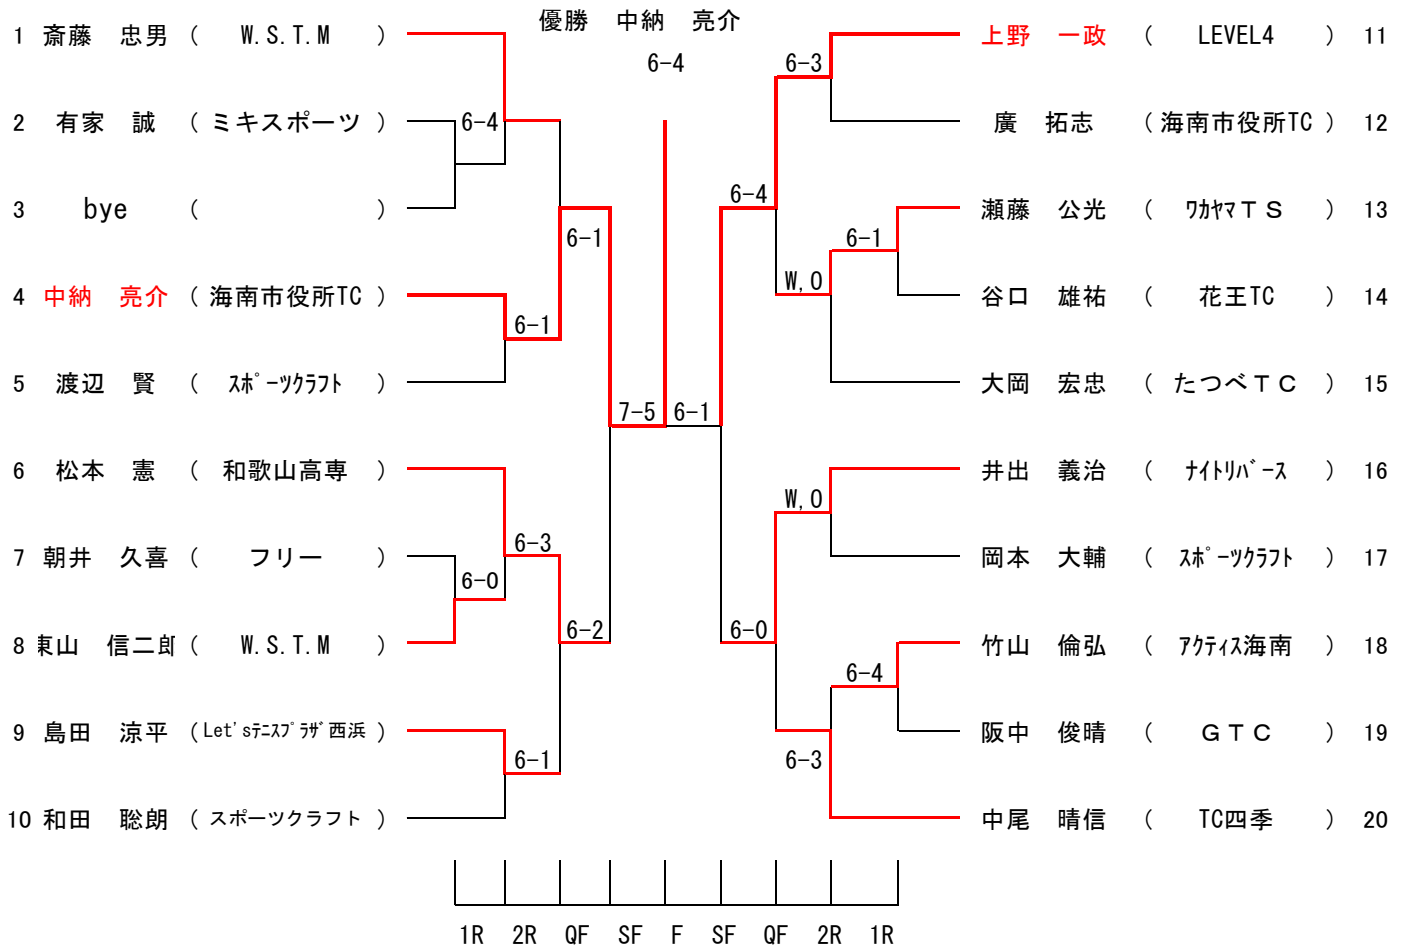 優勝　中納　亮介
6-4
1 斎藤　忠男 ( W.S.T.M )
2 有家　誠 ( ミキスポーツ )
3 bye ( )
4 中納　亮介 ( 海南市役所TC )
5 渡辺　賢 ( ｽﾎﾟｰﾂｸﾗﾌﾄ )
6 松本　憲 ( 和歌山高専 )
7 朝井　久喜 ( フリー )
8 東山　信二郎 ( W.S.T.M )
9 島田　涼平 ( Let'sﾃﾆｽﾌﾟﾗｻﾞ西浜 )
10 和田　聡朗 ( スポーツクラフト )
6-4
6-1
6-1
7-5
6-3
6-0
6-2
6-1
上野　一政 ( LEVEL4 ) 11
廣　拓志 ( 海南市役所TC ) 12
瀬藤　公光 ( ﾜｶﾔﾏＴＳ ) 13
谷口　雄祐 ( 花王TC ) 14
大岡　宏忠 ( たつべＴＣ ) 15
井出　義治 ( ﾅｲﾄﾘﾊﾞｰｽ ) 16
岡本　大輔 ( ｽﾎﾟｰﾂｸﾗﾌﾄ ) 17
竹山　倫弘 ( ｱｸﾃｨｽ海南 ) 18
阪中　俊晴 ( ＧＴＣ ) 19
中尾　晴信 ( TC四季 ) 20
6-3
6-4
6-1
W,O
6-1
W,O
6-0
6-4
6-3
1R 2R QF SF F SF QF 2R 1R